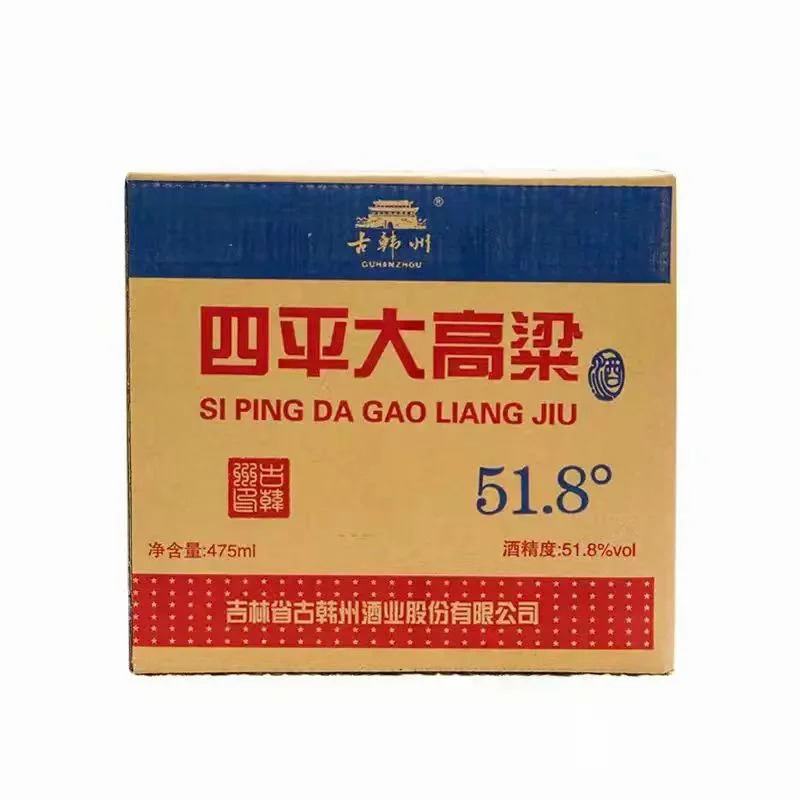 古韩州®
GUHANZHOU
四平大高粱酒
SI PING DA GAO LIANG JIU
古韩州印
51.8°
净含量:475ml
酒精度:51.8%vol
吉林省古韩州酒业股份有限公司